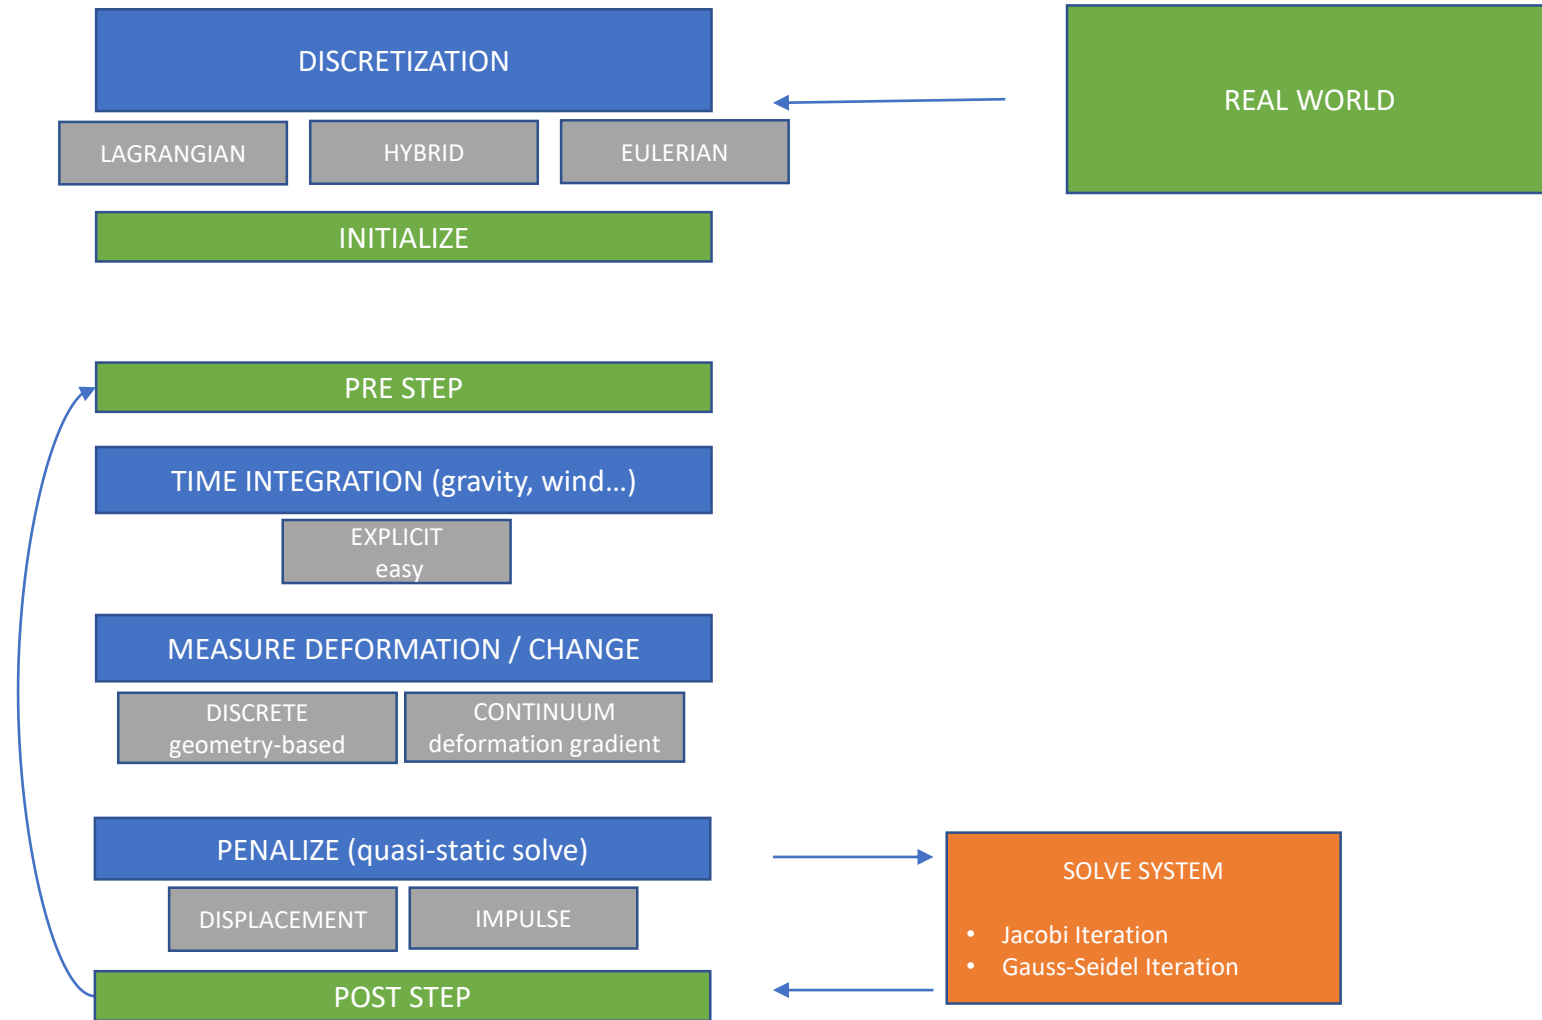 DISCRETIZATION
REAL WORLD
LAGRANGIAN
HYBRID
EULERIAN
INITIALIZE
PRE STEP
TIME INTEGRATION (gravity, wind…)
EXPLICIT
easy
MEASURE DEFORMATION / CHANGE
DISCRETE
geometry-based
CONTINUUM
deformation gradient
PENALIZE (quasi-static solve)
DISPLACEMENT
IMPULSE
SOLVE SYSTEM
• Jacobi Iteration
• Gauss-Seidel Iteration
POST STEP